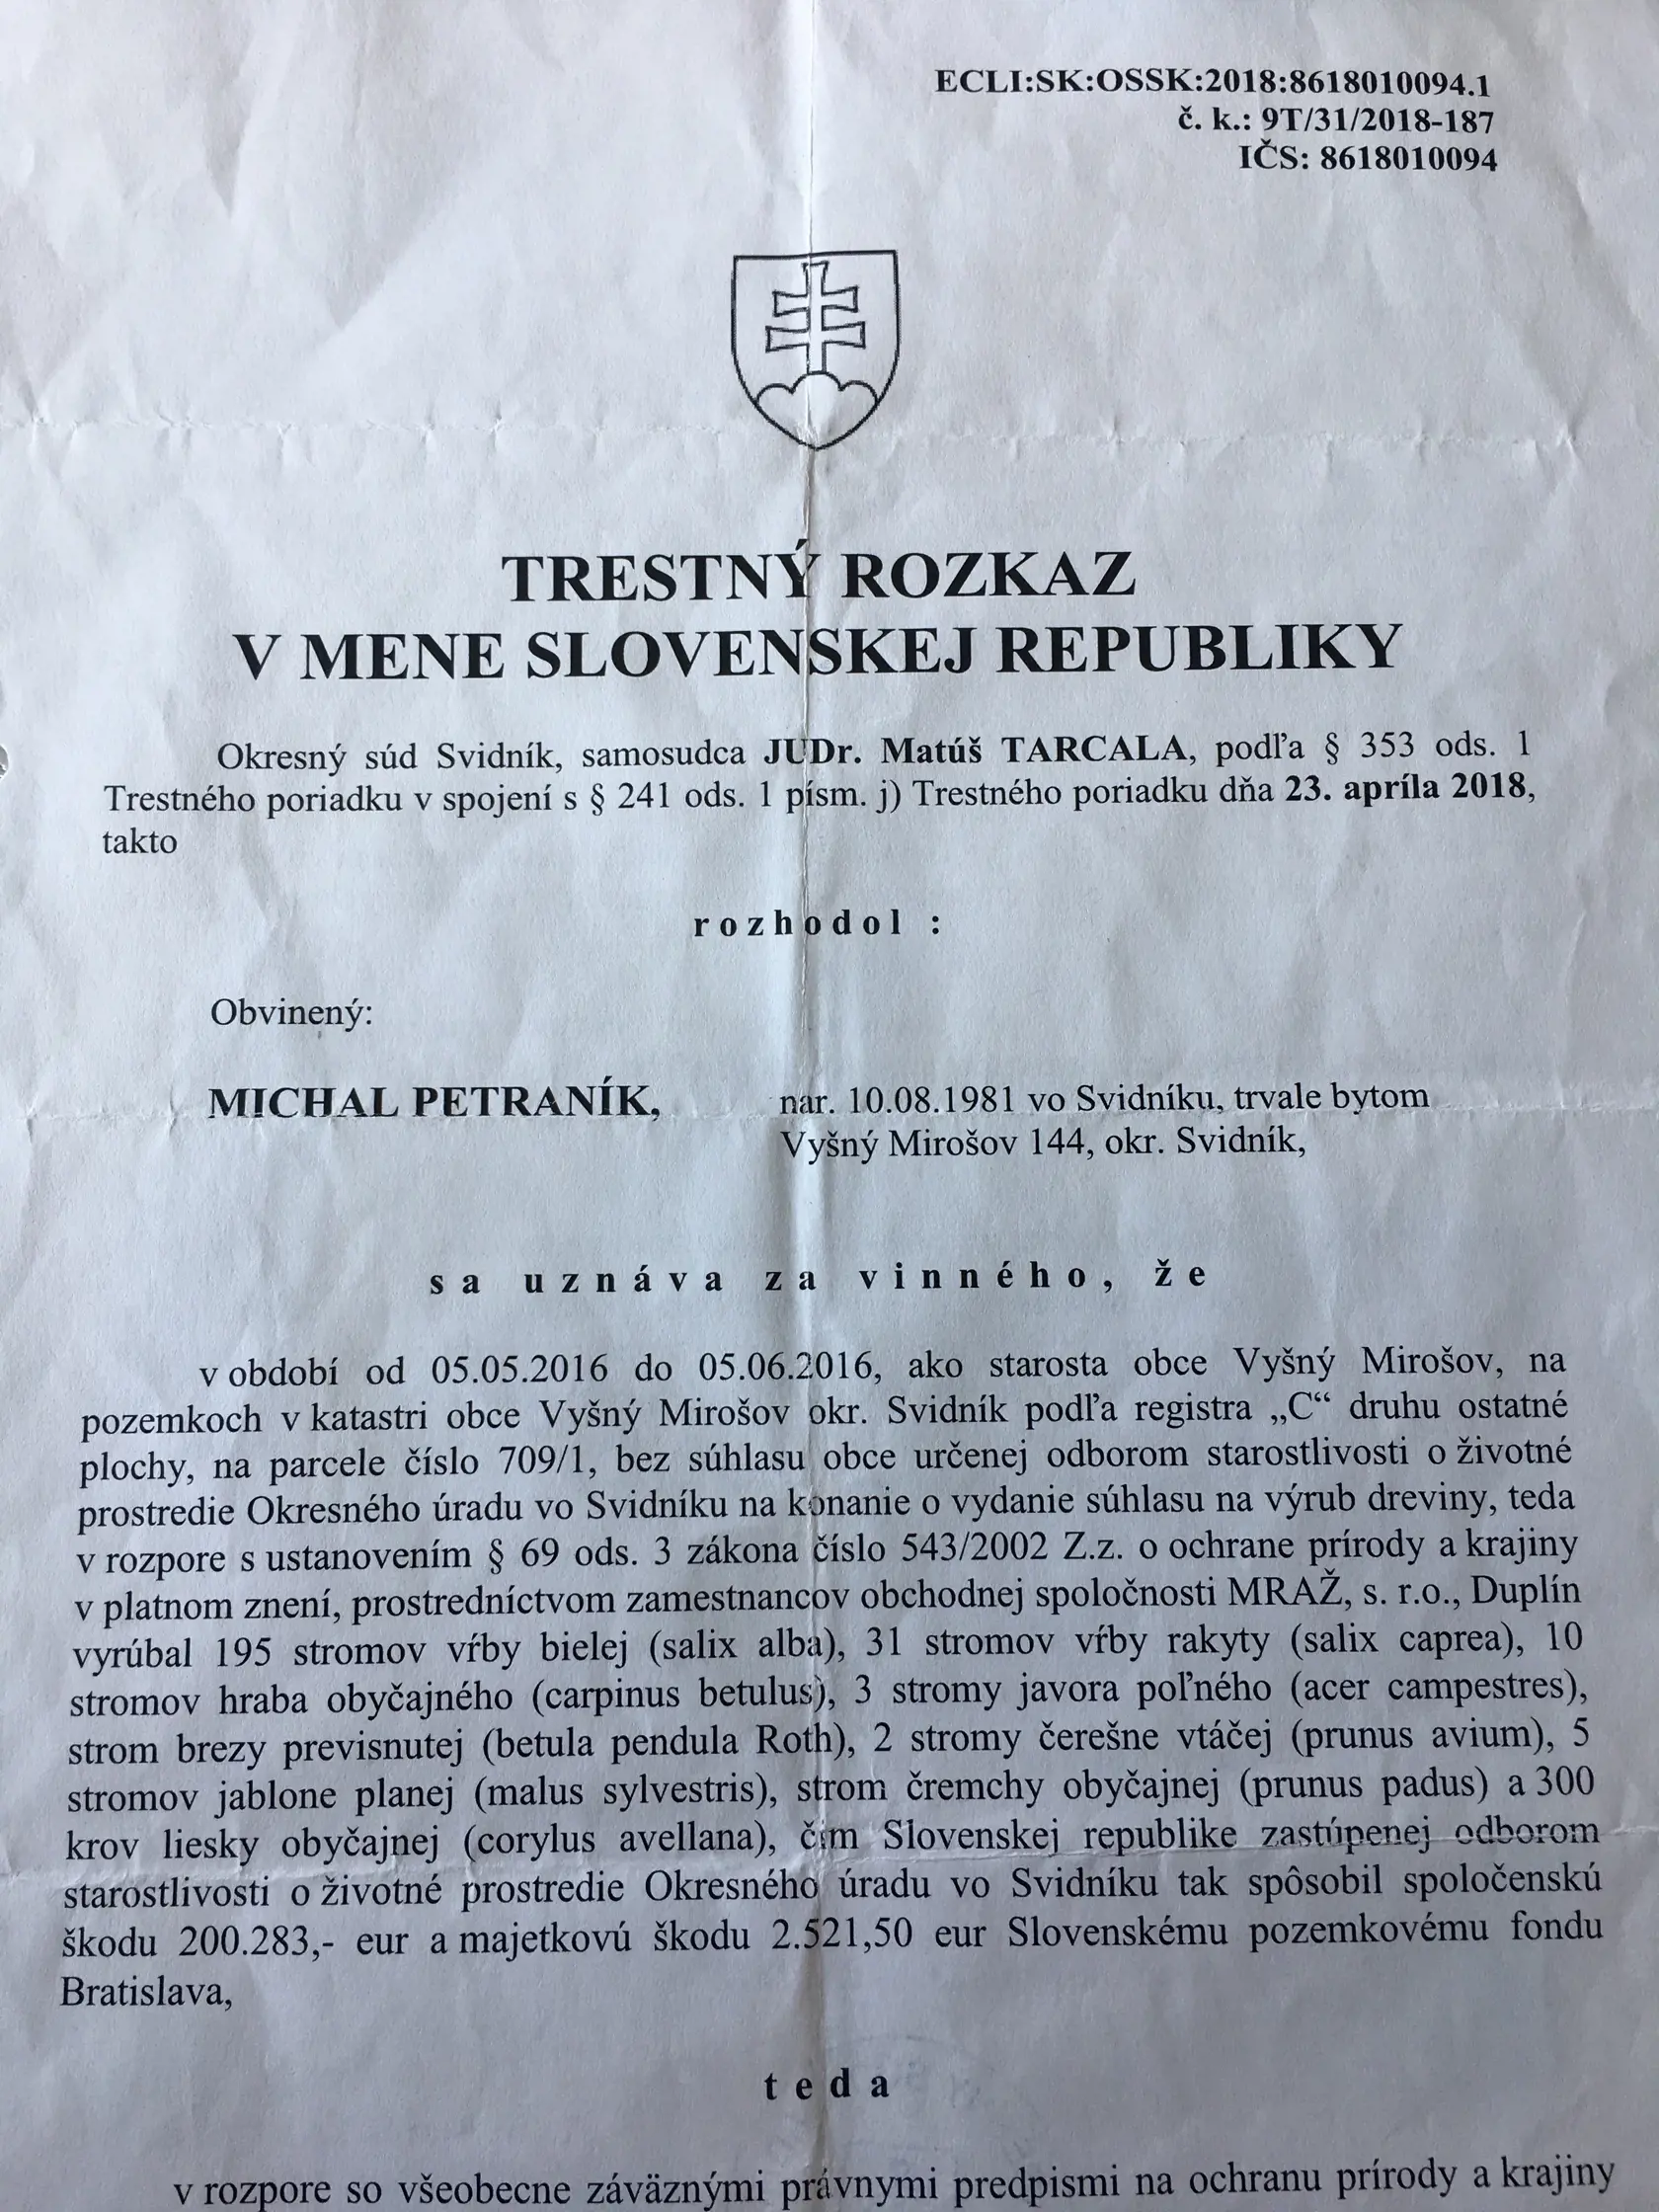 ECLI:SK:OSSK:2018:8618010094.1
č. k.: 9T/31/2018-187
IČS: 8618010094
TRESTNÝ ROZKAZ
V MENE SLOVENSKEJ REPUBLIKY
Okresný súd Svidník, samosudca JUDr. Matúš TARCALA, podľa § 353 ods. 1
Trestného poriadku v spojení s § 241 ods. 1 písm. j) Trestného poriadku dňa 23. apríla 2018,
takto
r o z h o d o l :
Obvinený:
MICHAL PETRANÍK, nar. 10.08.1981 vo Svidníku, trvale bytom
Vyšný Mirošov 144, okr. Svidník,
s a u z n á v a z a v i n n é h o , ž e
v období od 05.05.2016 do 05.06.2016, ako starosta obce Vyšný Mirošov, na
pozemkoch v katastri obce Vyšný Mirošov okr. Svidník podľa registra „C“ druhu ostatné
plochy, na parcele číslo 709/1, bez súhlasu obce určenej odborom starostlivosti o životné
prostredie Okresného úradu vo Svidníku na konanie o vydanie súhlasu na výrub dreviny, teda
v rozpore s ustanovením § 69 ods. 3 zákona číslo 543/2002 Z.z. o ochrane prírody a krajiny
v platnom znení, prostredníctvom zamestnancov obchodnej spoločnosti MRAŽ, s. r.o., Duplín
vyrúbal 195 stromov vŕby bielej (salix alba), 31 stromov vŕby rakyty (salix caprea), 10
stromov hraba obyčajného (carpinus betulus), 3 stromy javora poľného (acer campestres),
strom brezy previsnutej (betula pendula Roth), 2 stromy čerešne vtáčej (prunus avium), 5
stromov jablone planej (malus sylvestris), strom čremchy obyčajnej (prunus padus) a 300
krov liesky obyčajnej (corylus avellana), čím Slovenskej republike zastúpenej odborom
starostlivosti o životné prostredie Okresného úradu vo Svidníku tak spôsobil spoločenskú
škodu 200.283,- eur a majetkovú škodu 2.521,50 eur Slovenskému pozemkovému fondu
Bratislava,
t e d a
v rozpore so všeobecne záväznými právnymi predpismi na ochranu prírody a krajiny